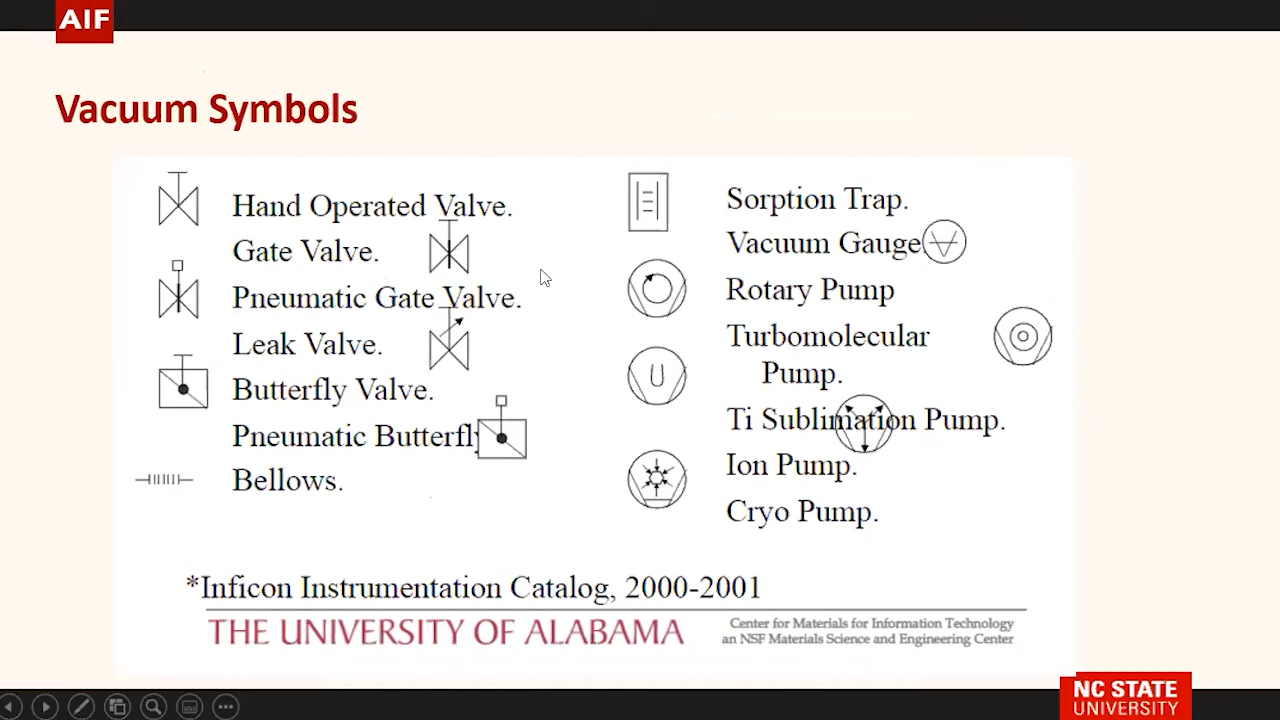 AIF
Vacuum Symbols
Hand Operated Valve.
Gate Valve.
Pneumatic Gate Valve.
Leak Valve.
Butterfly Valve.
Pneumatic Butterfly
Bellows.
Sorption Trap.
Vacuum Gauge
Rotary Pump
Turbomolecular
Pump.
Ti Sublimation Pump.
Ion Pump.
Cryo Pump.
*Inficon Instrumentation Catalog, 2000-2001
THE UNIVERSITY OF ALABAMA
Center for Materials for Information Technology
an NSF Materials Science and Engineering Center
NC STATE
UNIVERSITY